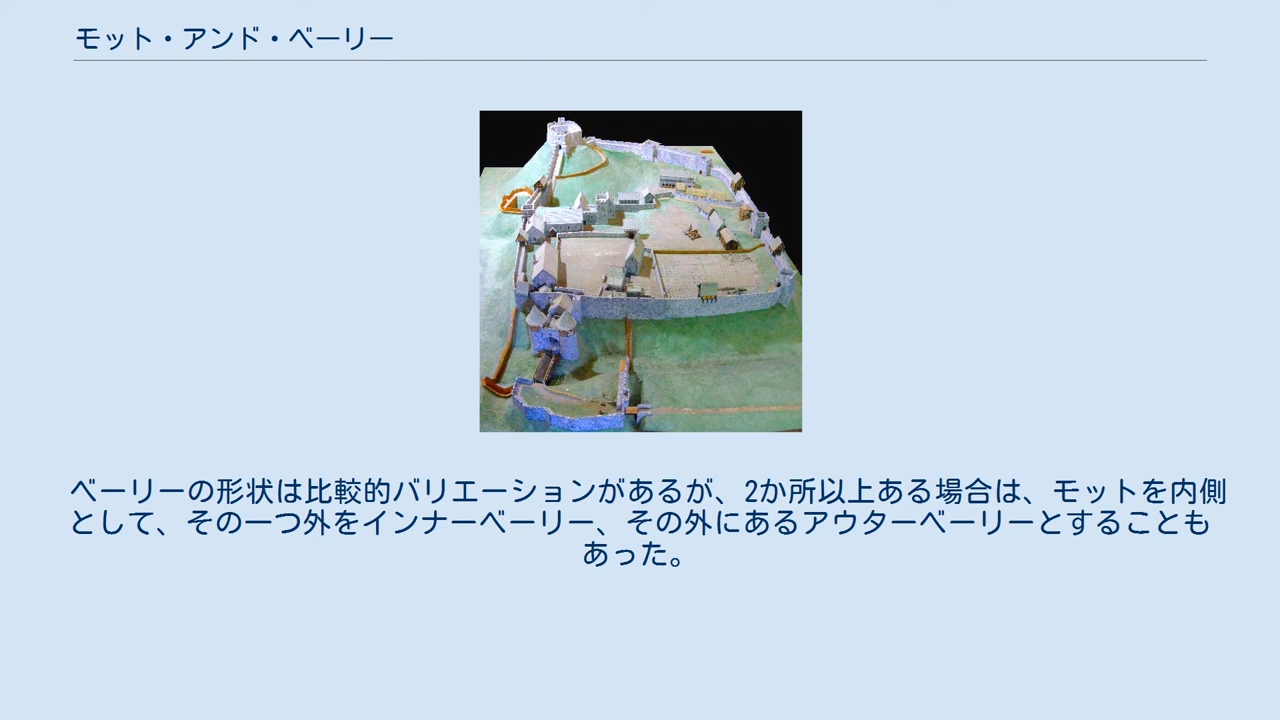 モット・アンド・ベーリー
ベーリーの形状は比較的バリエーションがあるが、2か所以上ある場合は、モットを内側
として、その一つ外をインナーベーリー、その外にあるアウターベーリーとすることも
あった。